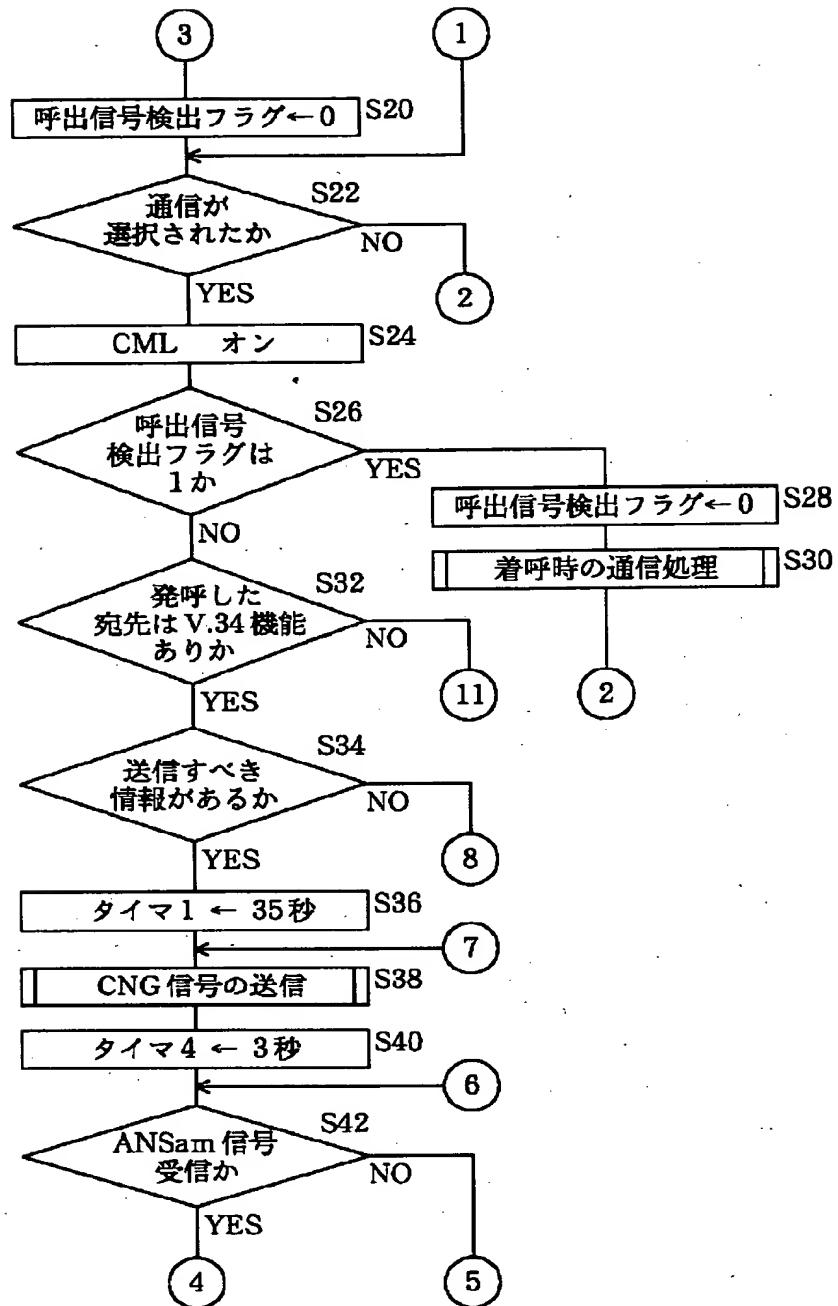 3
1
呼出信号検出フラグ←0
S20
S22
通信が
選択されたか
NO
2
YES
CML オン
S24
S26
呼出信号
検出フラグは
1か
YES
NO
呼出信号検出フラグ←0
S28
着呼時の通信処理
S30
2
S32
発呼した
宛先はV.34機能
ありか
NO
11
YES
S34
送信すべき
情報があるか
NO
8
YES
タイマ1 ← 35秒
S36
7
CNG信号の送信
S38
タイマ4 ← 3秒
S40
6
S42
ANSam信号
受信か
NO
YES
4
5